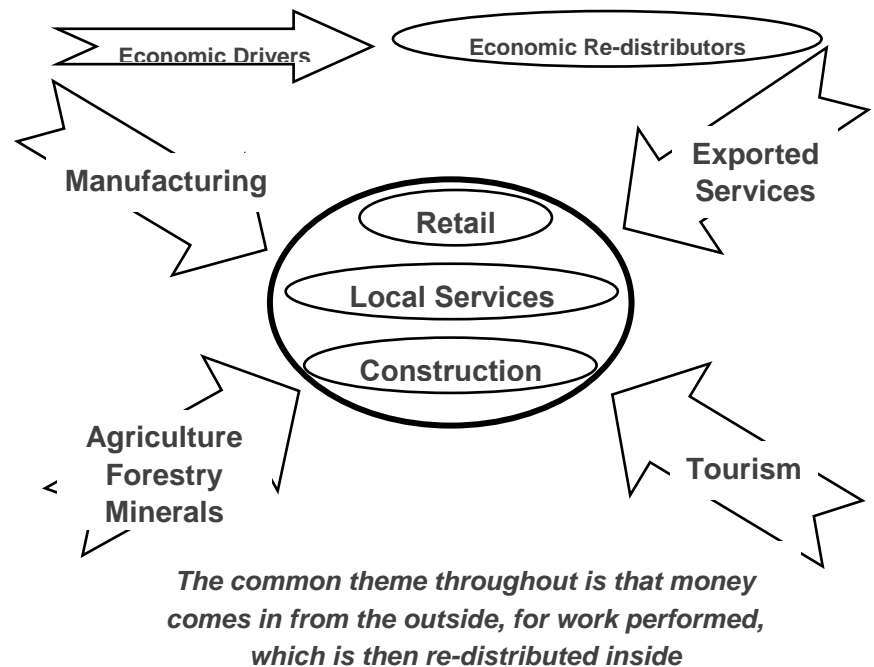 Economic Drivers
Economic Re-distributors
Manufacturing
Exported
Services
Retail
Local Services
Construction
Agriculture
Forestry
Minerals
Tourism
The common theme throughout is that money
comes in from the outside, for work performed,
which is then re-distributed inside